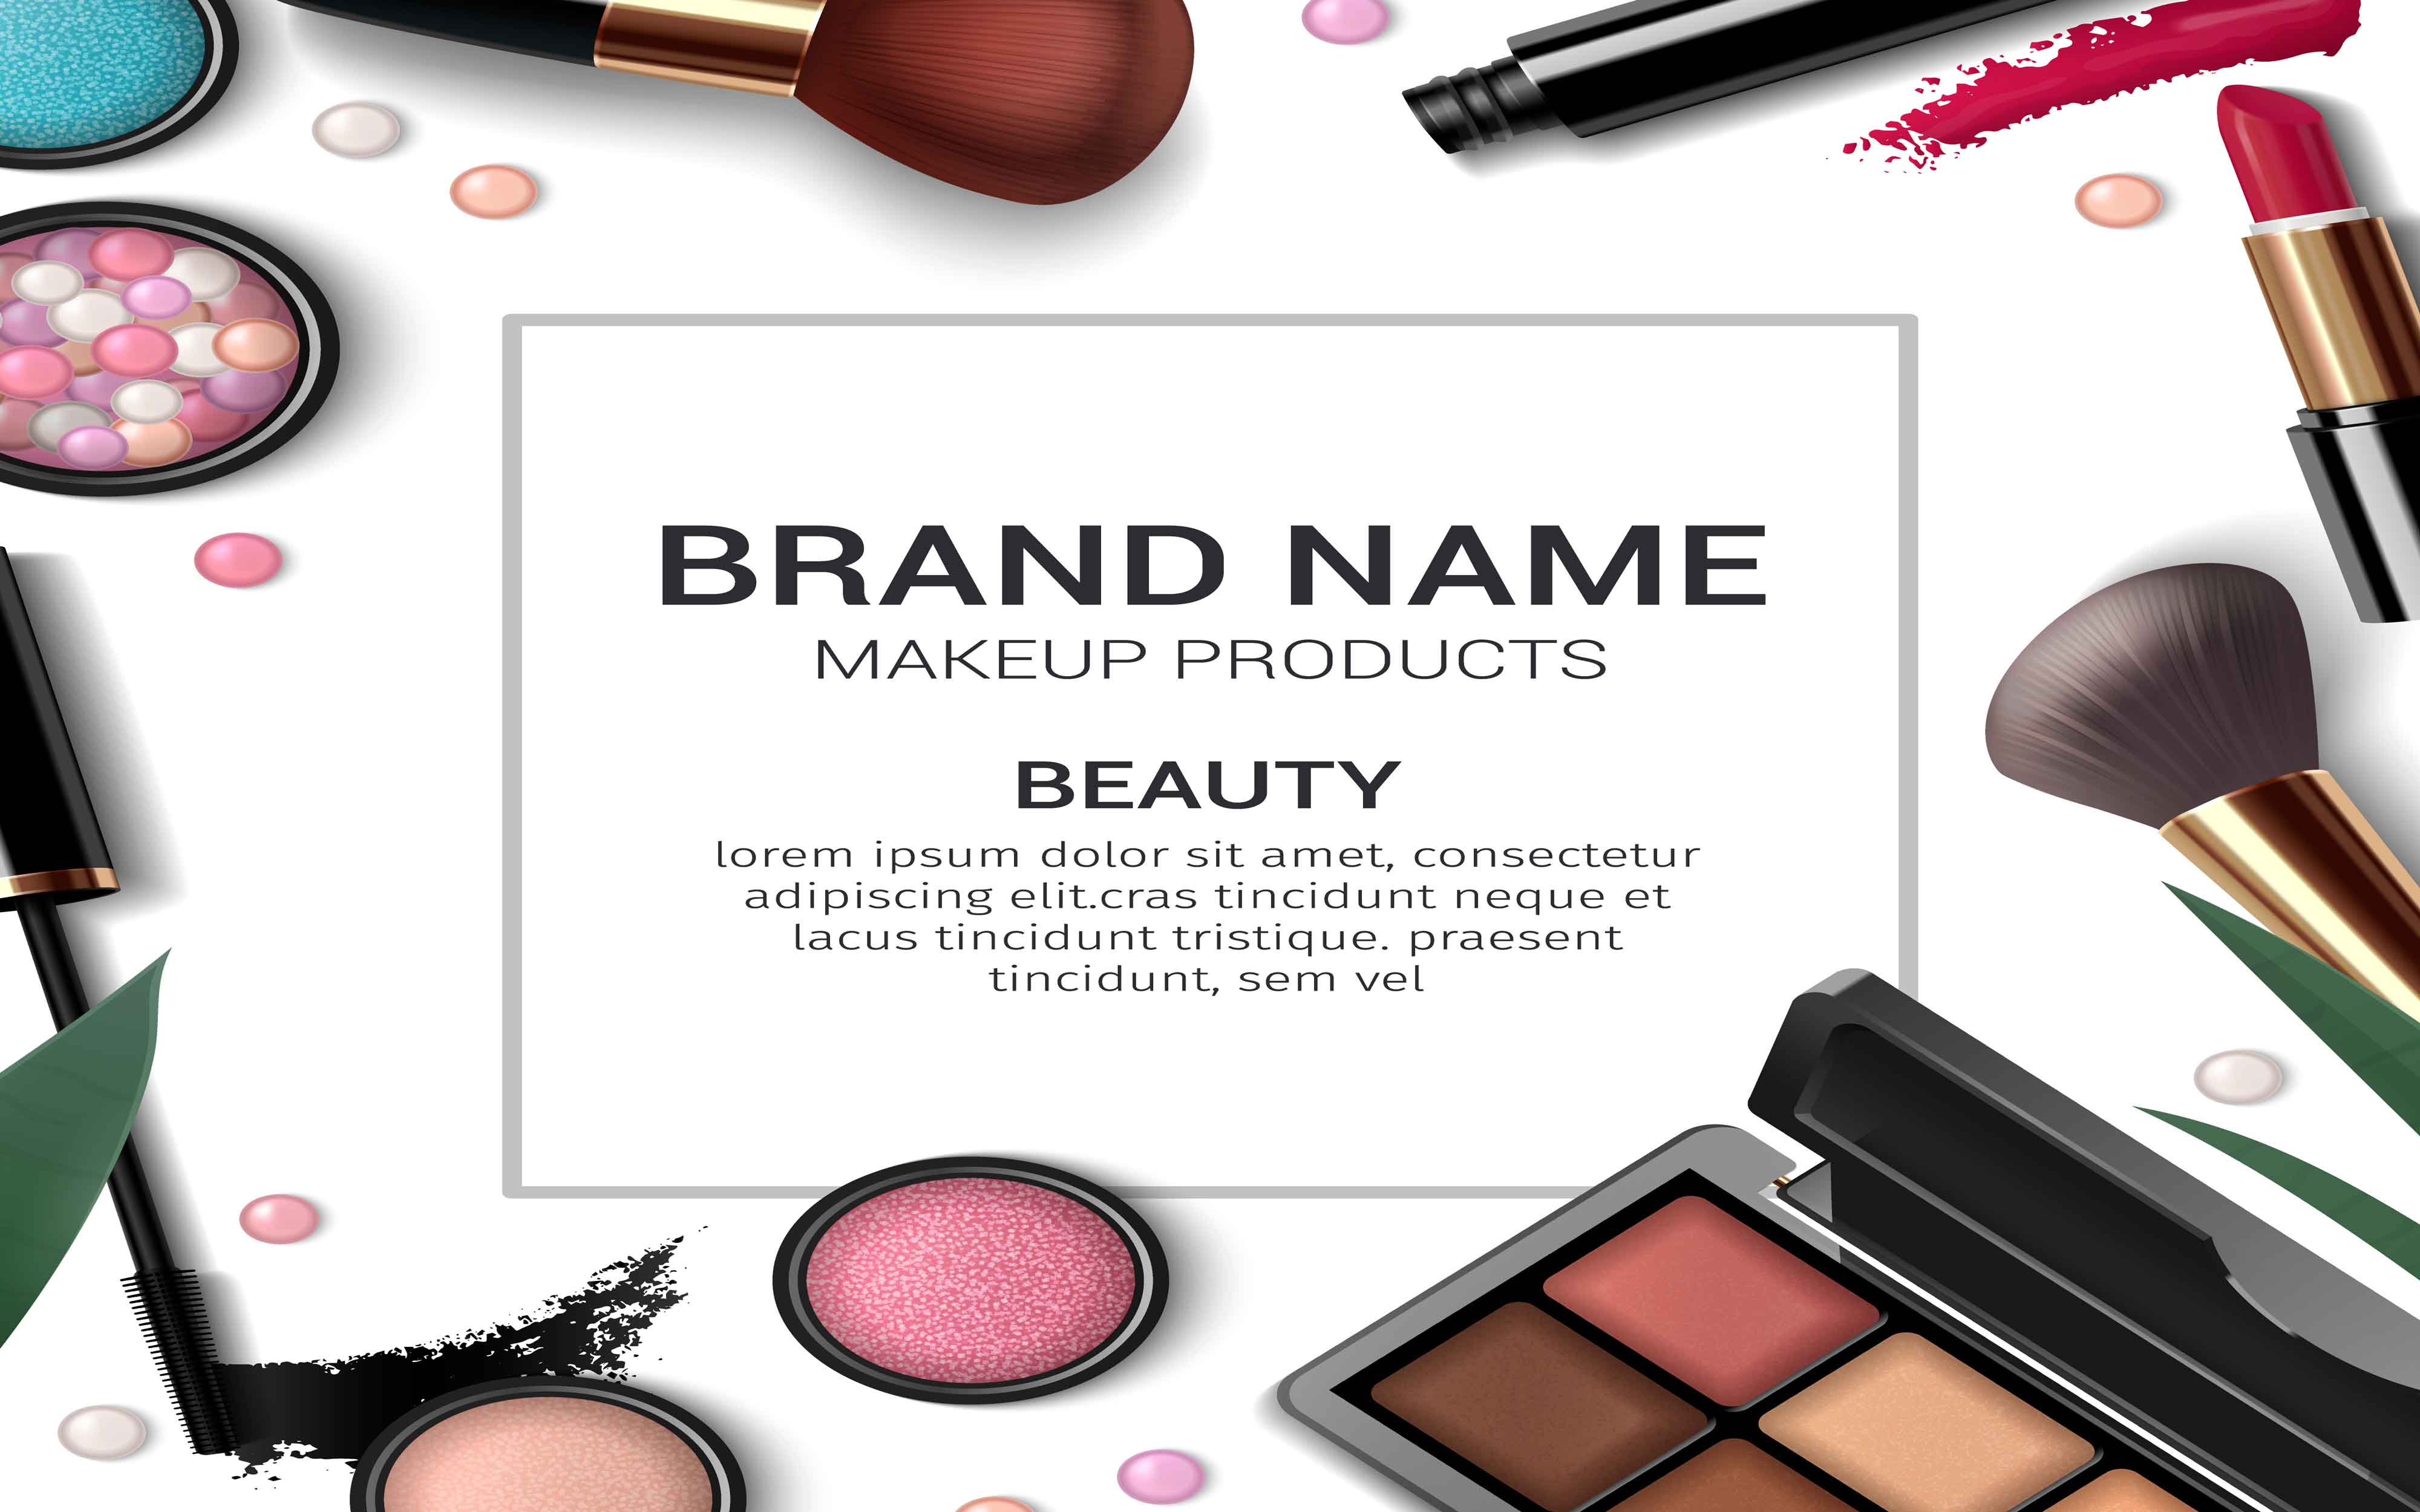 BRAND NAME
MAKEUP PRODUCTS
BEAUTY
lorem ipsum dolor sit amet, consectetur
adipiscing elit.cras tincidunt neque et
lacus tincidunt tristique. praesent
tincidunt, sem vel